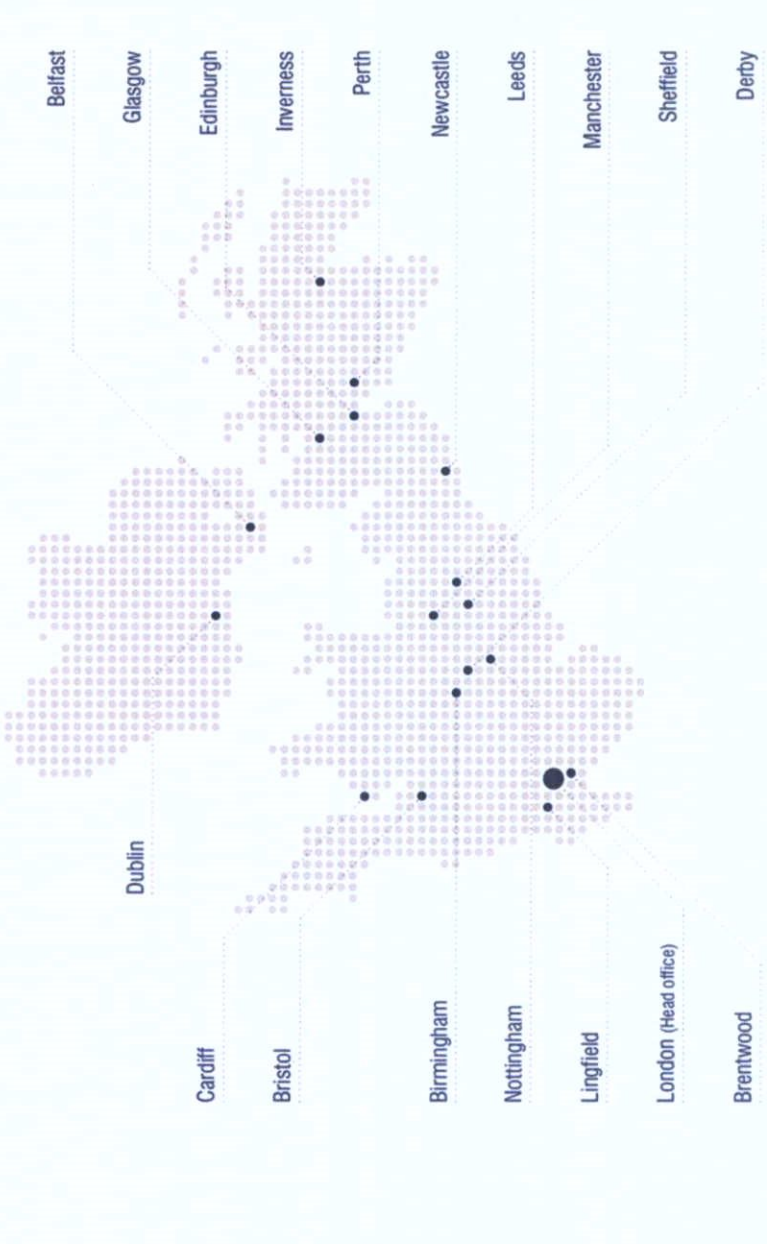 Belfast
Glasgow
Edinburgh
Inverness
Perth
Newcastle
Leeds
Manchester
Sheffield
Derby
Dublin
Cardiff
Bristol
Birmingham
Nottingham
Lingfield
London (Head office)
Brentwood